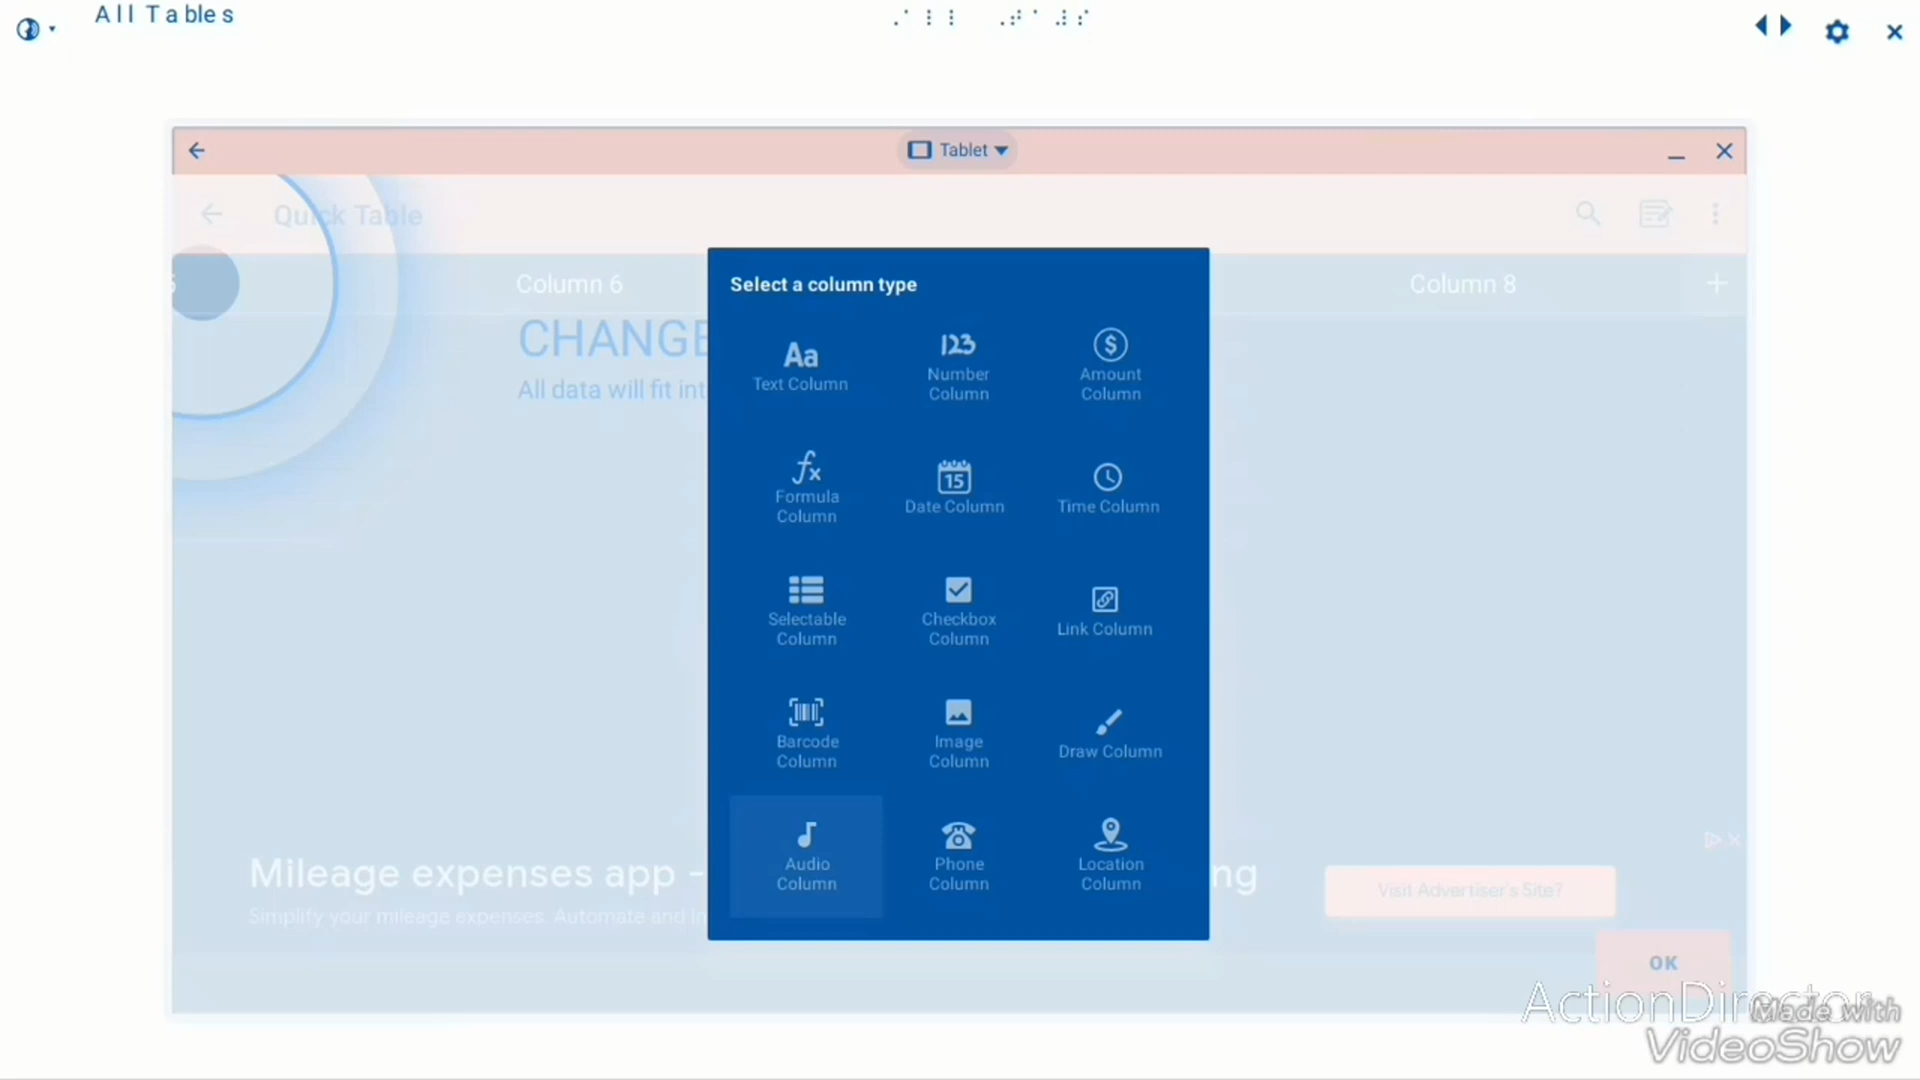 All Tables
⠠⠁⠇⠇ ⠠⠞⠁⠼⠎
Tablet
Quick Table
Column 6
Column 8
CHANGE
All data will fit int
Select a column type
Aa
Text Column
123
Number
Column
$
Amount
Column
fx
Formula
Column
15
Date Column
Time Column
Selectable
Column
Checkbox
Column
Link Column
Barcode
Column
Image
Column
Draw Column
Audio
Column
Phone
Column
Location
Column
Mileage expenses app -
ng
Simplify your mileage expenses. Automate and
Visit Advertiser's Site?
OK
ActionDirector
Made with
VideoShow